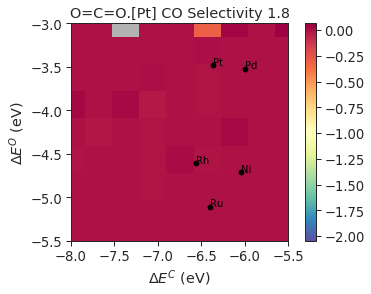 O=C=O.[Pt] CO Selectivity 1.8
−3.0
−3.5
−4.0
−4.5
−5.0
−5.5
ΔE^O (eV)
Pt
Pd
Rh
Ni
Ru
−8.0 −7.5 −7.0 −6.5 −6.0 −5.5
ΔE^C (eV)
0.00
−0.25
−0.50
−0.75
−1.00
−1.25
−1.50
−1.75
−2.00